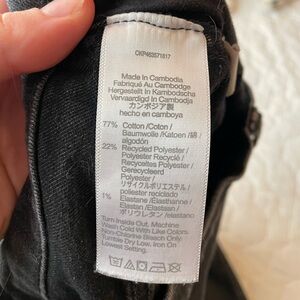 CKP463571817
Made in Cambodia
Fabriqué Au Cambodge
Hergestellt In Kambodscha
Vervaardigd In Cambodja
カンボジア製
hecho en camboya
77% Cotton /Coton /
Baumwolle /Katoen /綿 /
algodón
22% Recycled Polyester /
Polyester Recyclé /
Recyceltes Polyester /
Gerecycleerd
Polyester /
リサイクルポリエステル /
poliester reciclado
1% Elastane /Elasthanne /
Elastan /Elastaan /
ポリウレタン /elastano
Turn Inside Out. Machine
Wash Cold With Like Colors.
Non-Chlorine Bleach Only.
Tumble Dry Low. Iron On
Lowest Setting.